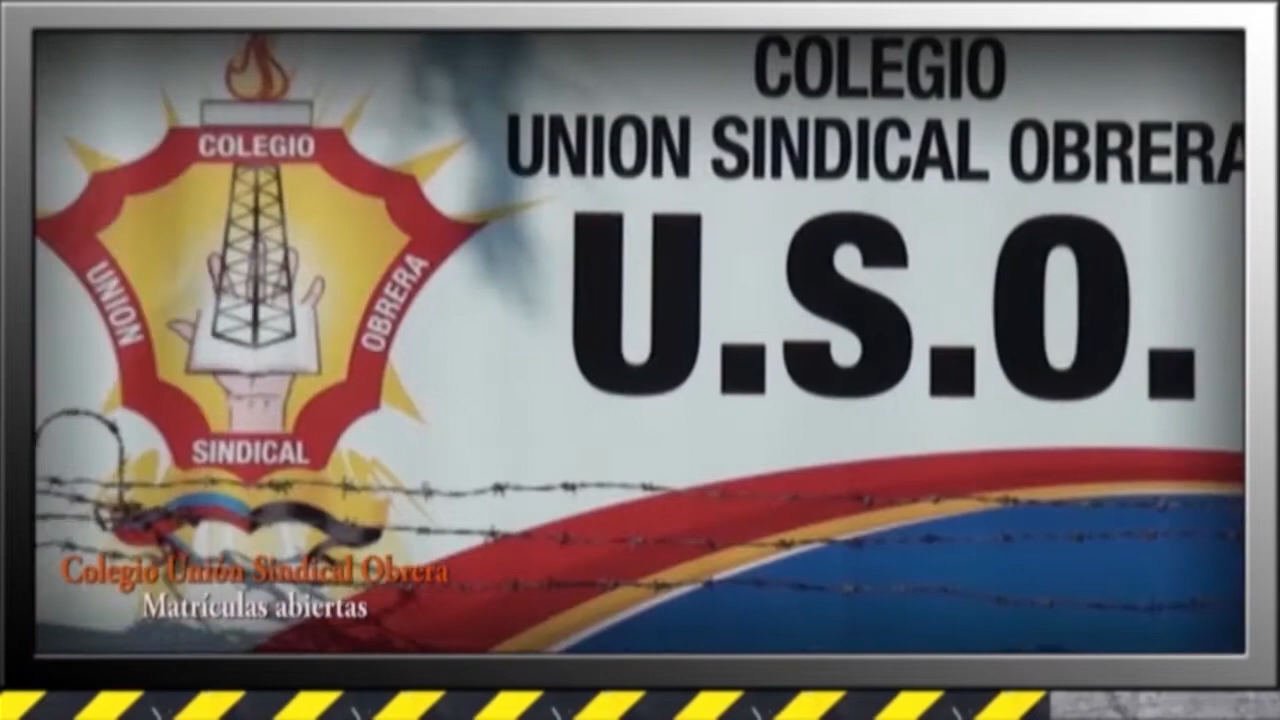 COLEGIO
UNION
OBRERA
SINDICAL
COLEGIO
UNION SINDICAL OBRERA
U.S.O.
Colegio Unión Sindical Obrera
Matrículas abiertas